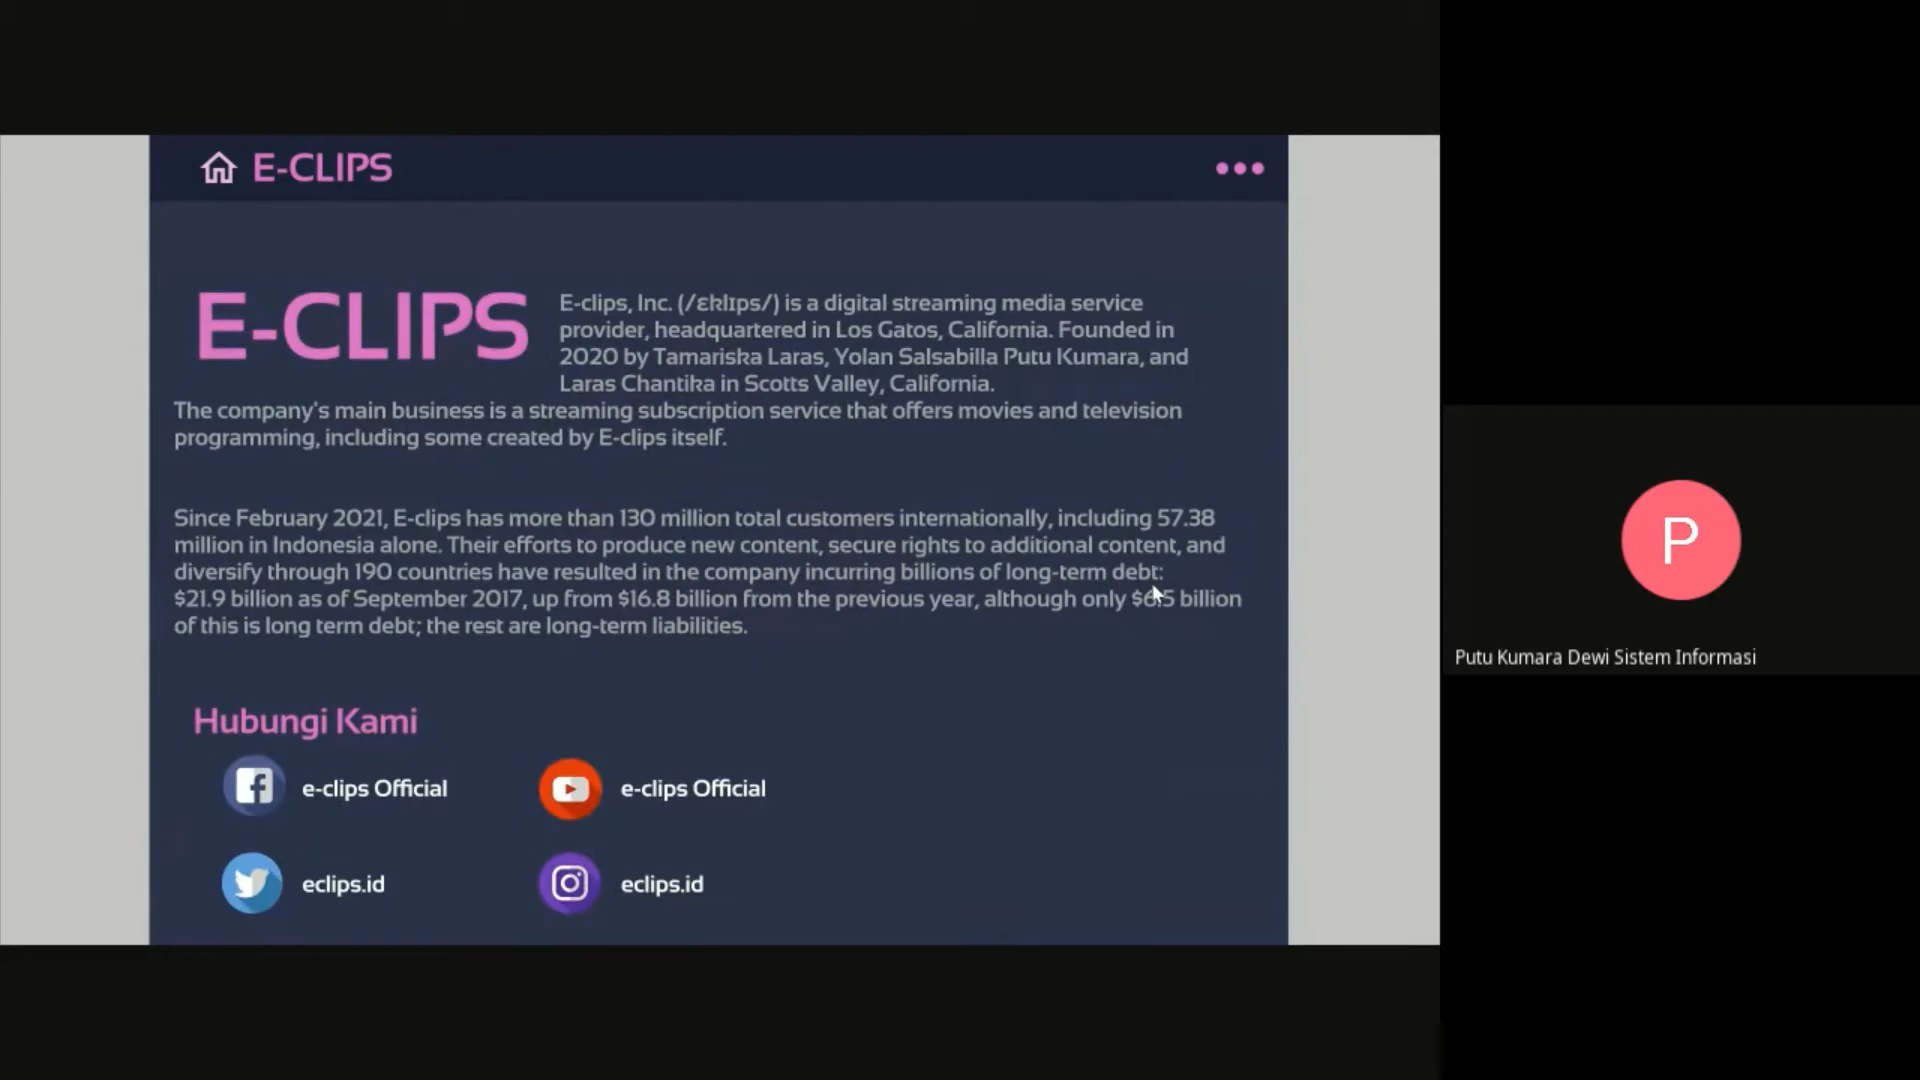 E-CLIPS
E-CLIPS
E-clips, Inc. (/ɛklɪps/) is a digital streaming media service
provider, headquartered in Los Gatos, California. Founded in
2020 by Tamariska Laras, Yolan Salsabilla Putu Kumara, and
Laras Chantika in Scotts Valley, California.
The company's main business is a streaming subscription service that offers movies and television
programming, including some created by E-clips itself.
Since February 2021, E-clips has more than 130 million total customers internationally, including 57.38
million in Indonesia alone. Their efforts to produce new content, secure rights to additional content, and
diversify through 190 countries have resulted in the company incurring billions of long-term debt:
$21.9 billion as of September 2017, up from $16.8 billion from the previous year, although only $6.5 billion
of this is long term debt; the rest are long-term liabilities.
Hubungi Kami
e-clips Official
e-clips Official
eclips.id
eclips.id
P
Putu Kumara Dewi Sistem Informasi